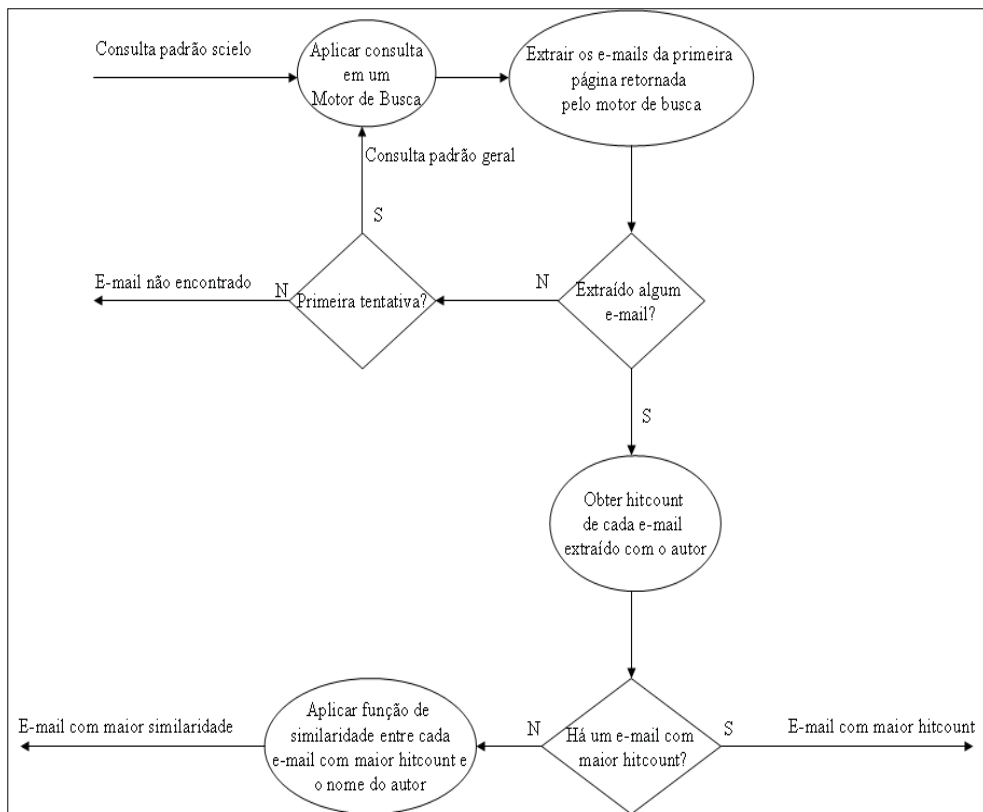 Consulta padrão scielo
Aplicar consulta
em um
Motor de Busca
Extrair os e-mails da primeira
página retornada
pelo motor de busca
Consulta padrão geral
S
E-mail não encontrado
N
Primeira tentativa?
N
Extraído algum
e-mail?
S
Obter hitcount
de cada e-mail
extraído com o autor
E-mail com maior similaridade
Aplicar função de
similaridade entre cada
e-mail com maior hitcount e
o nome do autor
N
Há um e-mail com
maior hitcount?
S
E-mail com maior hitcount